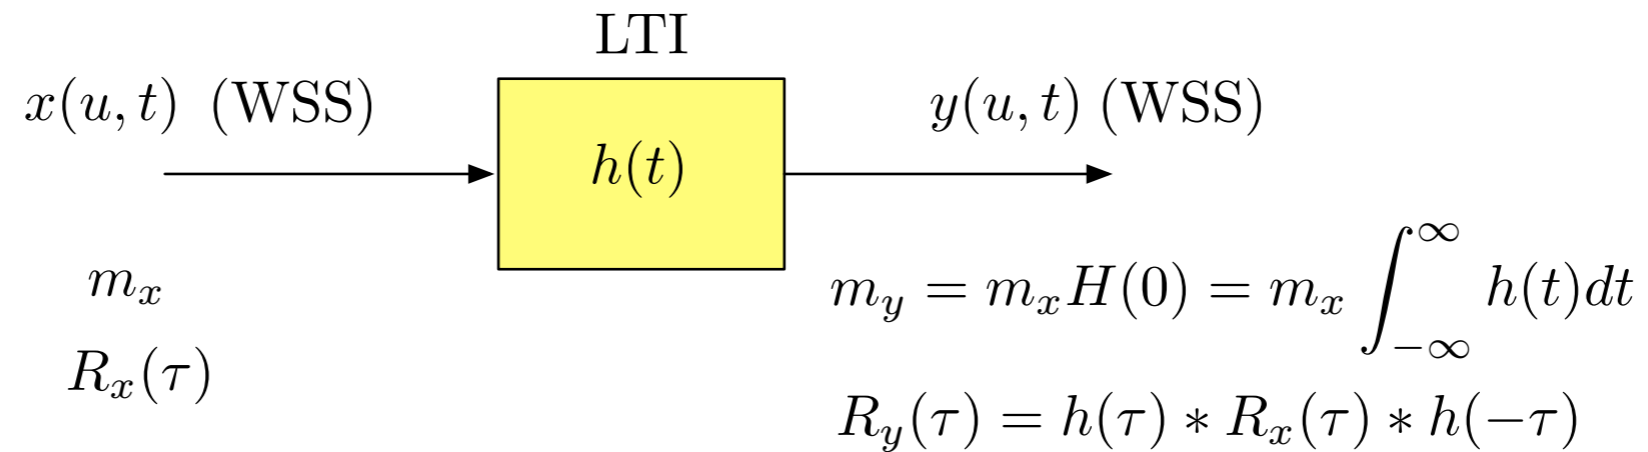 LTI
x(u, t) (WSS)
y(u, t) (WSS)
h(t)
m_x
m_y = m_x H(0) = m_x ∫_{-∞}^{∞} h(t)dt
R_x(τ)
R_y(τ) = h(τ) ∗ R_x(τ) ∗ h(−τ)